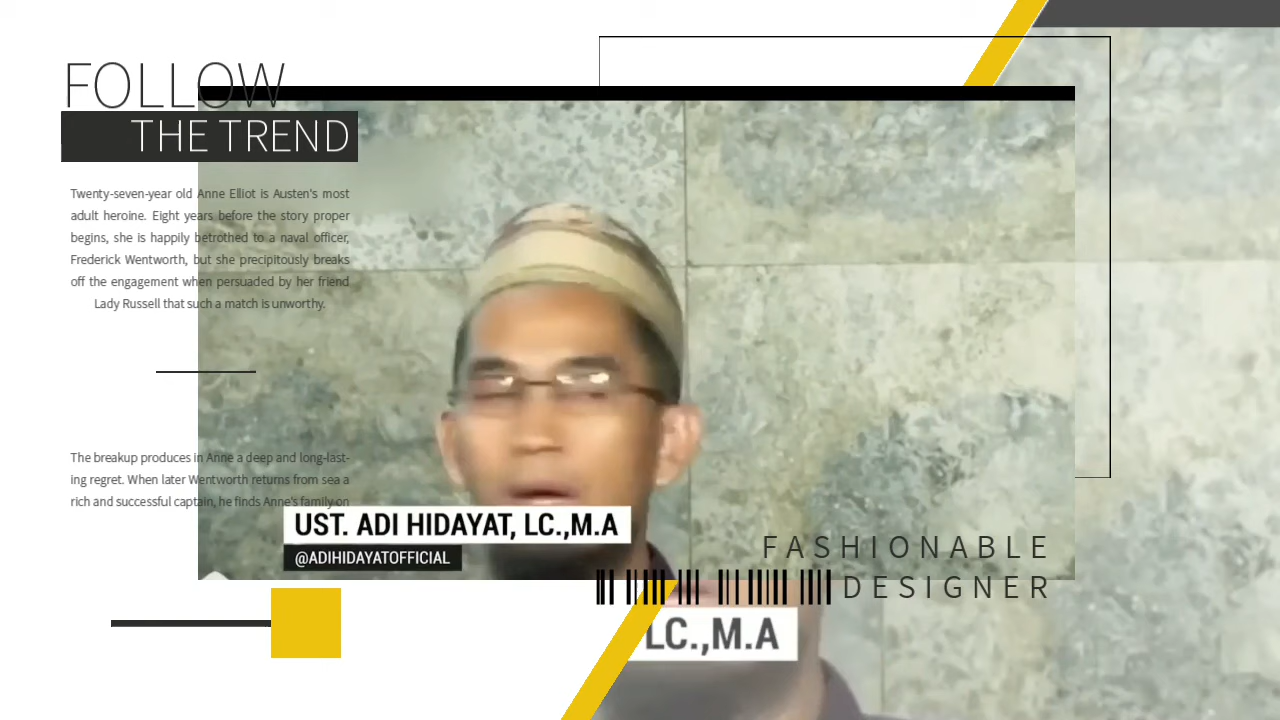 FOLLOW
THE TREND
Twenty-seven-year old Anne Elliot is Austen's most
adult heroine. Eight years before the story proper
begins, she is happily betrothed to a naval officer,
Frederick Wentworth, but she precipitously breaks
off the engagement when persuaded by her friend
Lady Russell that such a match is unworthy.
The breakup produces in Anne a deep and long-last-
ing regret. When later Wentworth returns from sea a
rich and successful captain, he finds Anne's family on
UST. ADI HIDAYAT, LC.,M.A
@ADIHIDAYATOFFICIAL
FASHIONABLE
DESIGNER
LC.,M.A